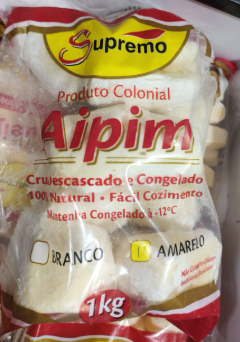 Supremo
Produto Colonial
Aipim
Cru, Descascado e Congelado
100% Natural • Fácil Cozimento
Mantenha Congelado à -12°C
BRANCO
AMARELO
1kg